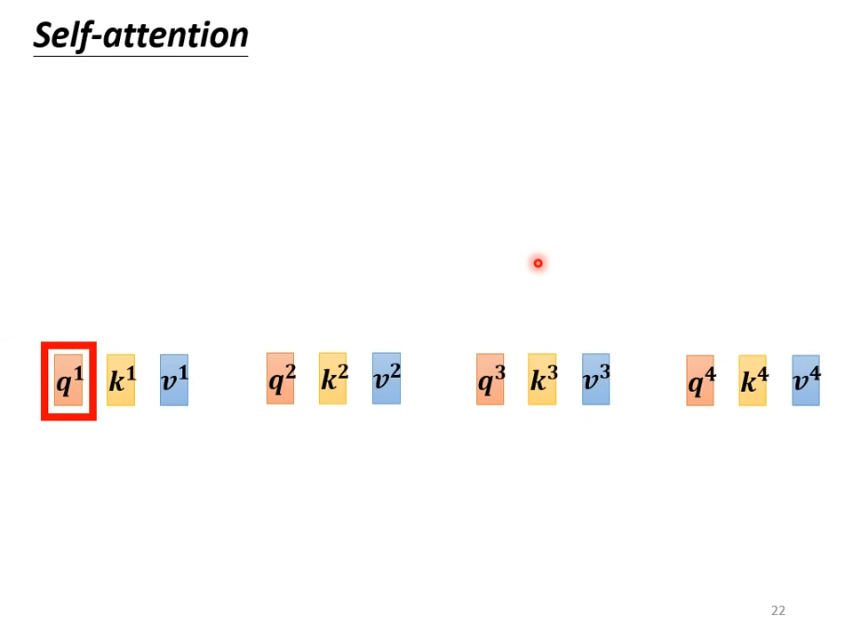 Self-attention
q¹ k¹ v¹ q² k² v² q³ k³ v³ q⁴ k⁴ v⁴
22